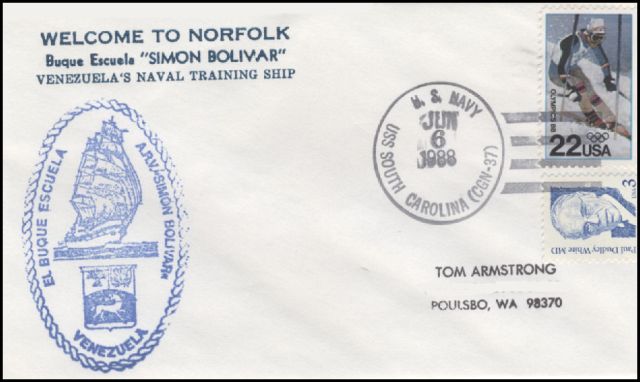 WELCOME TO NORFOLK
Buque Escuela "SIMON BOLIVAR"
VENEZUELA'S NAVAL TRAINING SHIP
EL BUQUE ESCUELA
A.R.V. SIMON BOLIVAR
VENEZUELA
U. S. NAVY
JUN
6
1988
USS SOUTH CAROLINA (CGN-37)
OLYMPICS 88
22USA
3
USA
Paul Dudley White MD
TOM ARMSTRONG
POULSBO, WA 98370